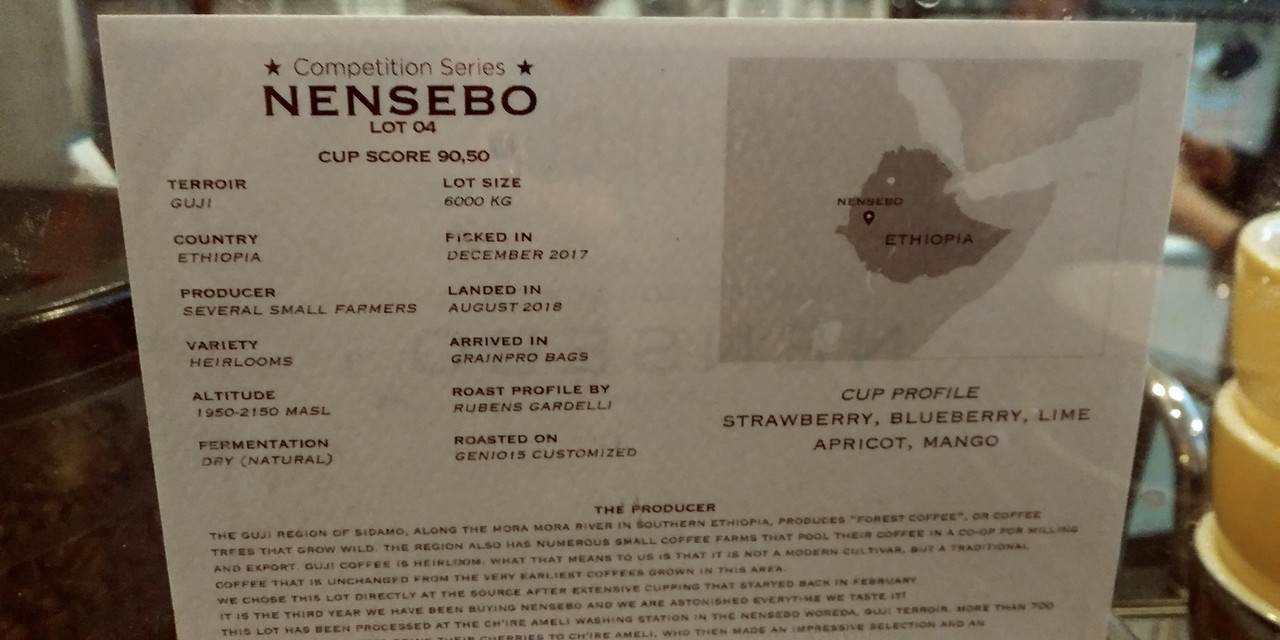 ★ Competition Series ★
NENSEBO
LOT 04
CUP SCORE 90,50
TERROIR
GUJI
COUNTRY
ETHIOPIA
PRODUCER
SEVERAL SMALL FARMERS
VARIETY
HEIRLOOMS
ALTITUDE
1950-2150 MASL
FERMENTATION
DRY (NATURAL)
LOT SIZE
6000 KG
PICKED IN
DECEMBER 2017
LANDED IN
AUGUST 2018
ARRIVED IN
GRAINPRO BAGS
ROAST PROFILE BY
RUBENS GARDELLI
ROASTED ON
GENIO15 CUSTOMIZED
NENSEBO
ETHIOPIA
CUP PROFILE
STRAWBERRY, BLUEBERRY, LIME
APRICOT, MANGO
THE PRODUCER
THE GUJI REGION OF SIDAMO, ALONG THE MORA MORA RIVER IN SOUTHERN ETHIOPIA, PRODUCES "FOREST COFFEE", OR COFFEE
TREES THAT GROW WILD. THE REGION ALSO HAS NUMEROUS SMALL COFFEE FARMS THAT POOL THEIR COFFEE IN A CO-OP FOR MILLING
AND EXPORT. GUJI COFFEE IS HEIRLOOM. WHAT THAT MEANS TO US IS THAT IT IS NOT A MODERN CULTIVAR, BUT A TRADITIONAL
COFFEE THAT IS UNCHANGED FROM THE VERY EARLIEST COFFEES GROWN IN THIS AREA.
WE CHOSE THIS LOT DIRECTLY AT THE SOURCE AFTER EXTENSIVE CUPPING THAT STARTED BACK IN FEBRUARY
IT IS THE THIRD YEAR WE HAVE BEEN BUYING NENSEBO AND WE ARE ASTONISHED EVERYTIME WE TASTE IT!
THIS LOT HAS BEEN PROCESSED AT THE CH'IRE AMELI WASHING STATION IN THE NENSEBO WOREDA, GUJI TERROIR. MORE THAN 700
THEIR CHERRIES TO CH'IRE AMELI, WHO THEN MADE AN IMPRESSIVE SELECTION AND AN